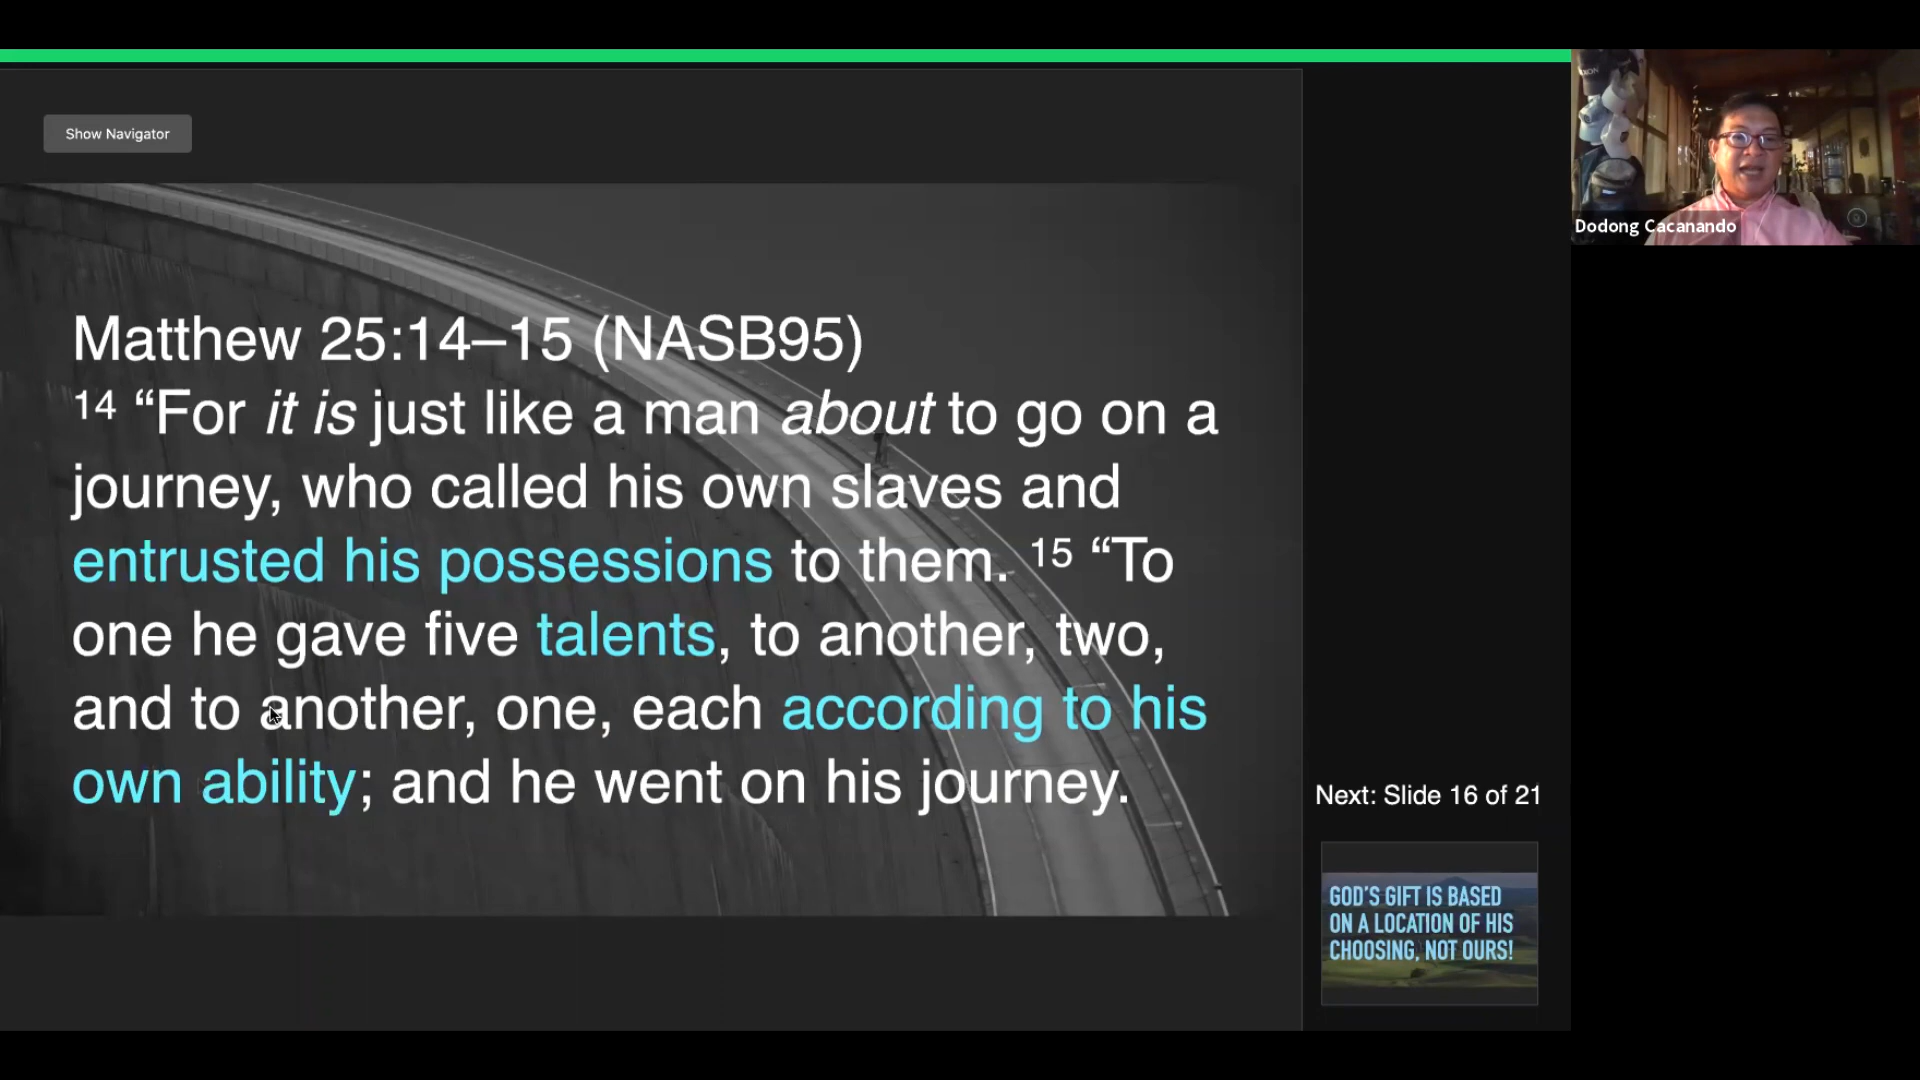 Show Navigator
Matthew 25:14–15 (NASB95)
14 “For it is just like a man about to go on a
journey, who called his own slaves and
entrusted his possessions to them. 15 “To
one he gave five talents, to another, two,
and to another, one, each according to his
own ability; and he went on his journey.
Dodong Cacanando
Next: Slide 16 of 21
GOD'S GIFT IS BASED
ON A LOCATION OF HIS
CHOOSING, NOT OURS!